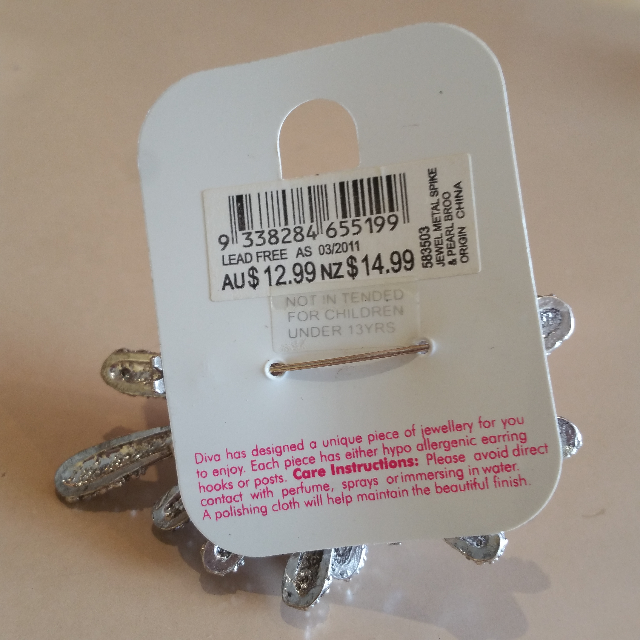 9 338284 655199
LEAD FREE AS 03/2011
AU$12.99 NZ$14.99
583503
JEWEL METAL SPIKE
& PEARL BROO
ORIGIN CHINA
NOT IN TENDED
FOR CHILDREN
UNDER 13YRS
Diva has designed a unique piece of jewellery for you
to enjoy. Each piece has either hypo allergenic earring
hooks or posts. Care Instructions: Please avoid direct
contact with perfume, sprays or immersing in water.
A polishing cloth will help maintain the beautiful finish.